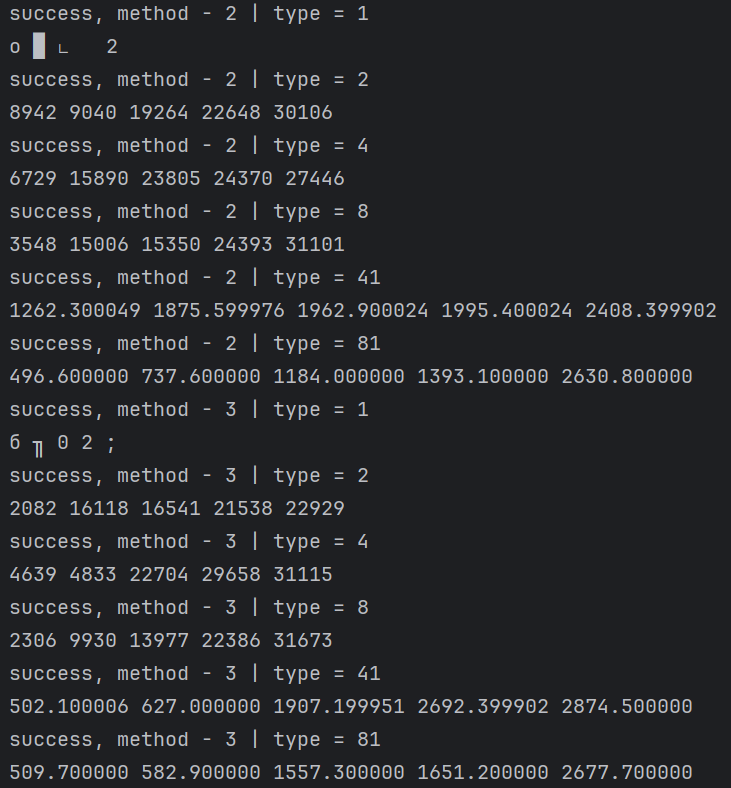 success, method - 2 | type = 1
о █ ∟ 2
success, method - 2 | type = 2
8942 9040 19264 22648 30106
success, method - 2 | type = 4
6729 15890 23805 24370 27446
success, method - 2 | type = 8
3548 15006 15350 24393 31101
success, method - 2 | type = 41
1262.300049 1875.599976 1962.900024 1995.400024 2408.399902
success, method - 2 | type = 81
496.600000 737.600000 1184.000000 1393.100000 2630.800000
success, method - 3 | type = 1
б ╖ 0 2 ;
success, method - 3 | type = 2
2082 16118 16541 21538 22929
success, method - 3 | type = 4
4639 4833 22704 29658 31115
success, method - 3 | type = 8
2306 9930 13977 22386 31673
success, method - 3 | type = 41
502.100006 627.000000 1907.199951 2692.399902 2874.500000
success, method - 3 | type = 81
509.700000 582.900000 1557.300000 1651.200000 2677.700000